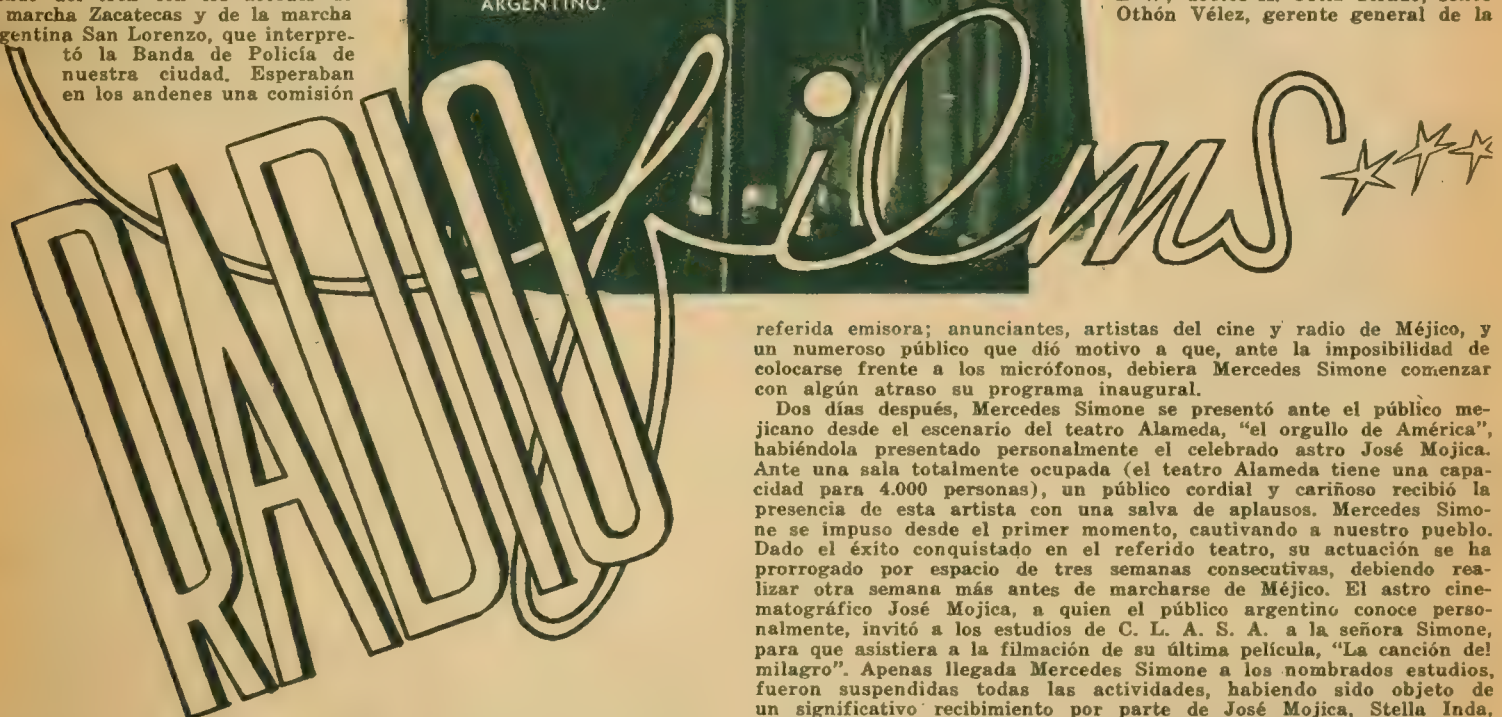 marcha Zacatecas y de la marcha
gentina San Lorenzo, que interpre-
tó la Banda de Policía de
nuestra ciudad. Esperaban
en los andenes una comisión
ARGENTINO.
Othón Vélez, gerente general de la
RADIO films
referida emisora; anunciantes, artistas del cine y radio de Méjico, y
un numeroso público que dió motivo a que, ante la imposibilidad de
colocarse frente a los micrófonos, debiera Mercedes Simone comenzar
con algún atraso su programa inaugural.
Dos días después, Mercedes Simone se presentó ante el público me-
jicano desde el escenario del teatro Alameda, "el orgullo de América",
habiéndola presentado personalmente el celebrado astro José Mojica.
Ante una sala totalmente ocupada (el teatro Alameda tiene una capa-
cidad para 4.000 personas), un público cordial y cariñoso recibió la
presencia de esta artista con una salva de aplausos. Mercedes Simo-
ne se impuso desde el primer momento, cautivando a nuestro pueblo.
Dado el éxito conquistado en el referido teatro, su actuación se ha
prorrogado por espacio de tres semanas consecutivas, debiendo rea-
lizar otra semana más antes de marcharse de Méjico. El astro cine-
matográfico José Mojica, a quien el público argentino conoce perso-
nalmente, invitó a los estudios de C. L. A. S. A. a la señora Simone,
para que asistiera a la filmación de su última película, "La canción del
milagro". Apenas llegada Mercedes Simone a los nombrados estudios,
fueron suspendidas todas las actividades, habiendo sido objeto de
un significativo recibimiento por parte de José Mojica, Stella Inda,